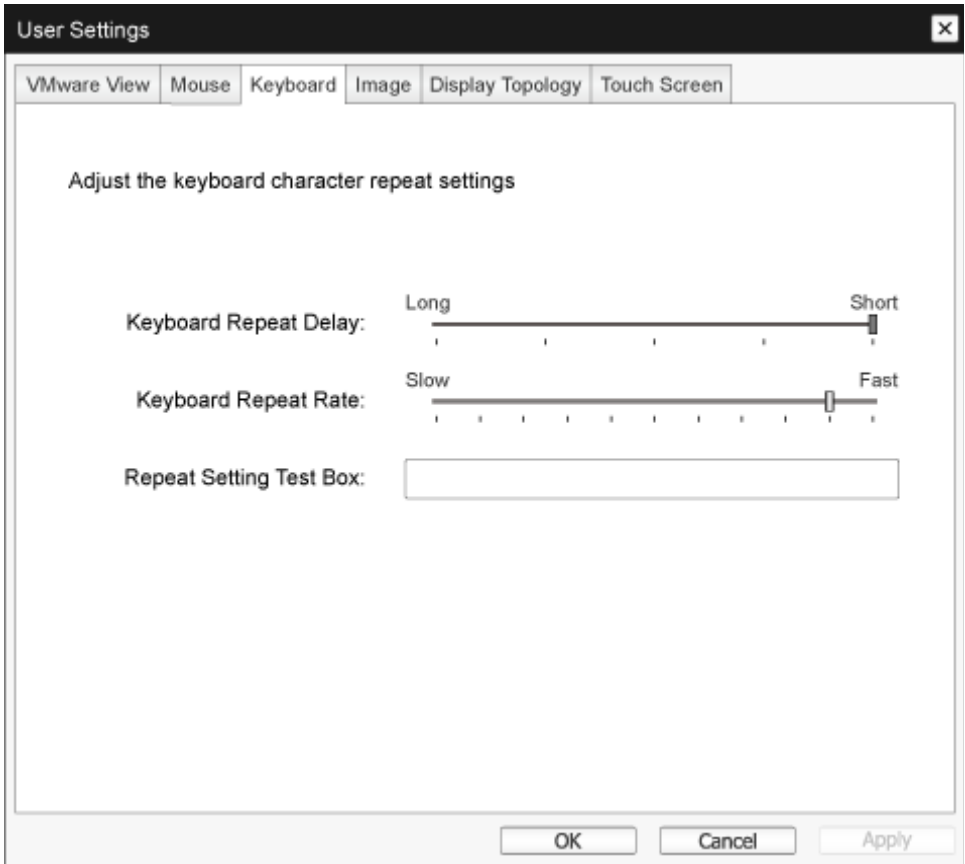 User Settings
VMware View Mouse Keyboard Image Display Topology Touch Screen
Adjust the keyboard character repeat settings
Long Short
Keyboard Repeat Delay:
Slow Fast
Keyboard Repeat Rate:
Repeat Setting Test Box:
OK Cancel Apply